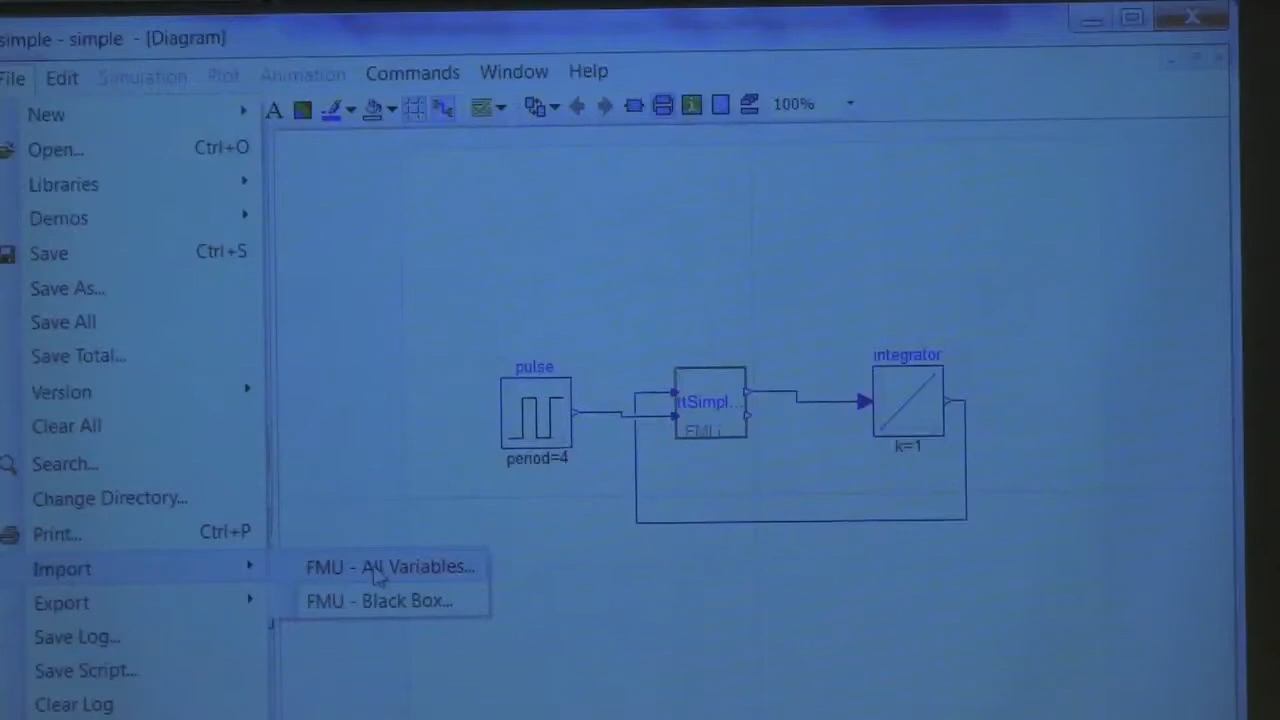 simple - simple - [Diagram]
File Edit Simulation Plot Animation Commands Window Help
New
A 100%
Open... Ctrl+O
Libraries
Demos
Save Ctrl+S
Save As...
Save All
Save Total...
Version
Clear All
Search...
Change Directory...
Print... Ctrl+P
Import
FMU - All Variables...
Export
FMU - Black Box...
Save Log...
Save Script...
Clear Log
pulse
period=4
ttSimpl...
FMU
integrator
k=1